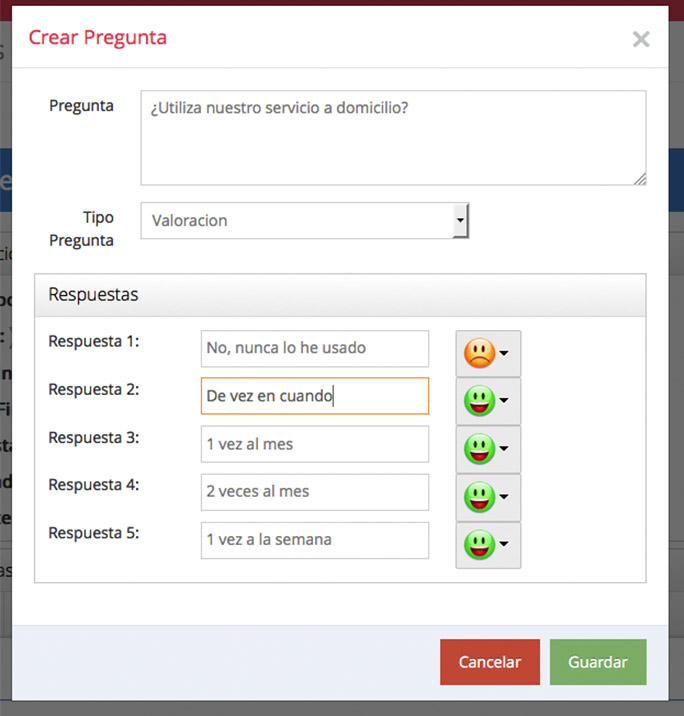 Crear Pregunta
Pregunta
¿Utiliza nuestro servicio a domicilio?
Tipo
Pregunta
Valoracion
Respuestas
Respuesta 1:
No, nunca lo he usado
Respuesta 2:
De vez en cuando
Respuesta 3:
1 vez al mes
Respuesta 4:
2 veces al mes
Respuesta 5:
1 vez a la semana
Cancelar
Guardar